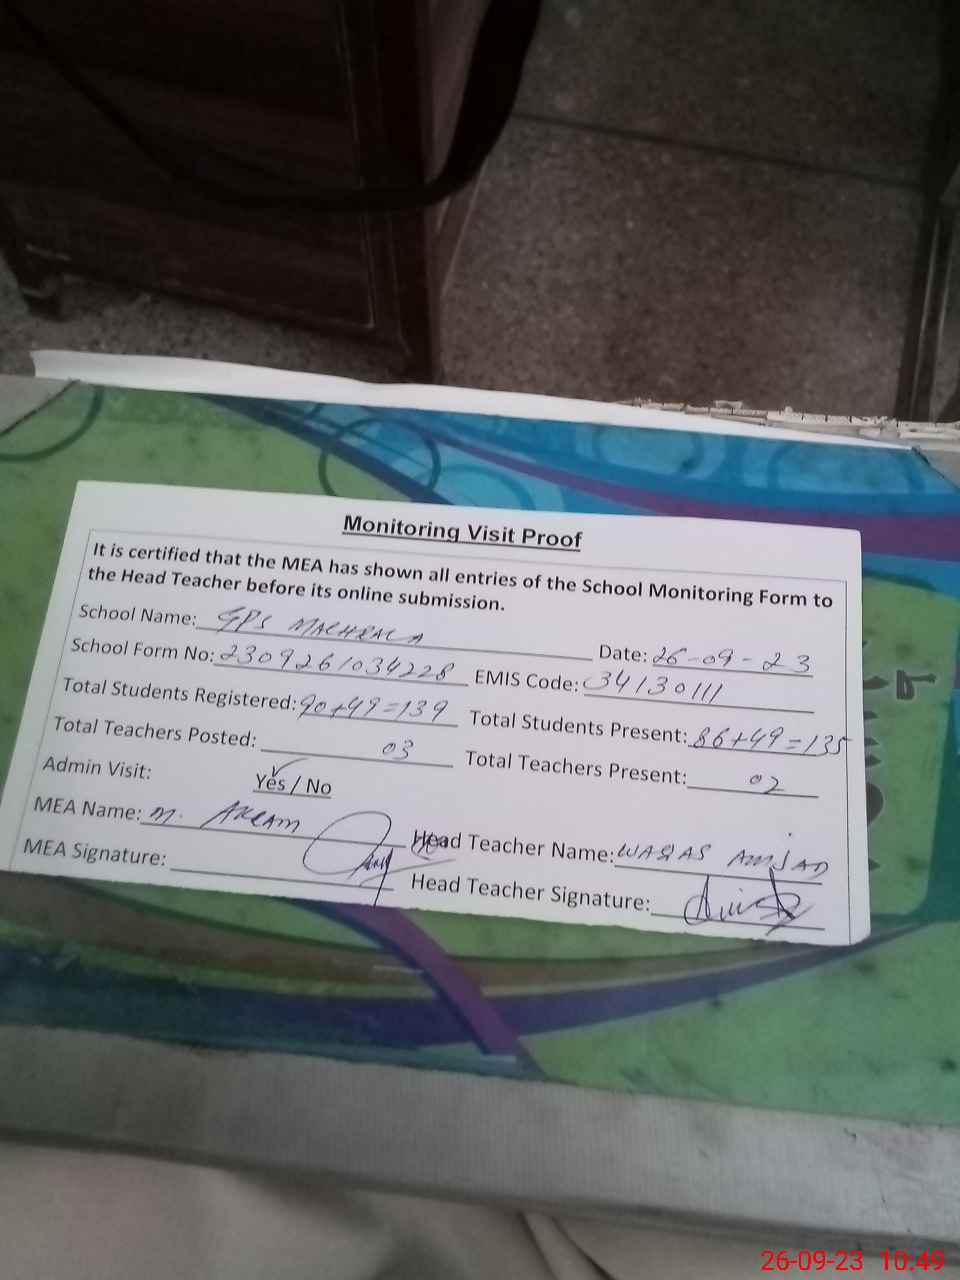 Monitoring Visit Proof
It is certified that the MEA has shown all entries of the School Monitoring Form to
the Head Teacher before its online submission.
School Name: GPS MACHRALA Date: 26-09-23
School Form No: 2309261034228 EMIS Code: 34130111
Total Students Registered: 90+49=139 Total Students Present: 86+49=135
Total Teachers Posted: 03 Total Teachers Present: 02
Admin Visit: Yes / No
MEA Name: M. AKRAM Head Teacher Name: WAQAS AMJAD
MEA Signature: Head Teacher Signature:
26-09-23 10:49